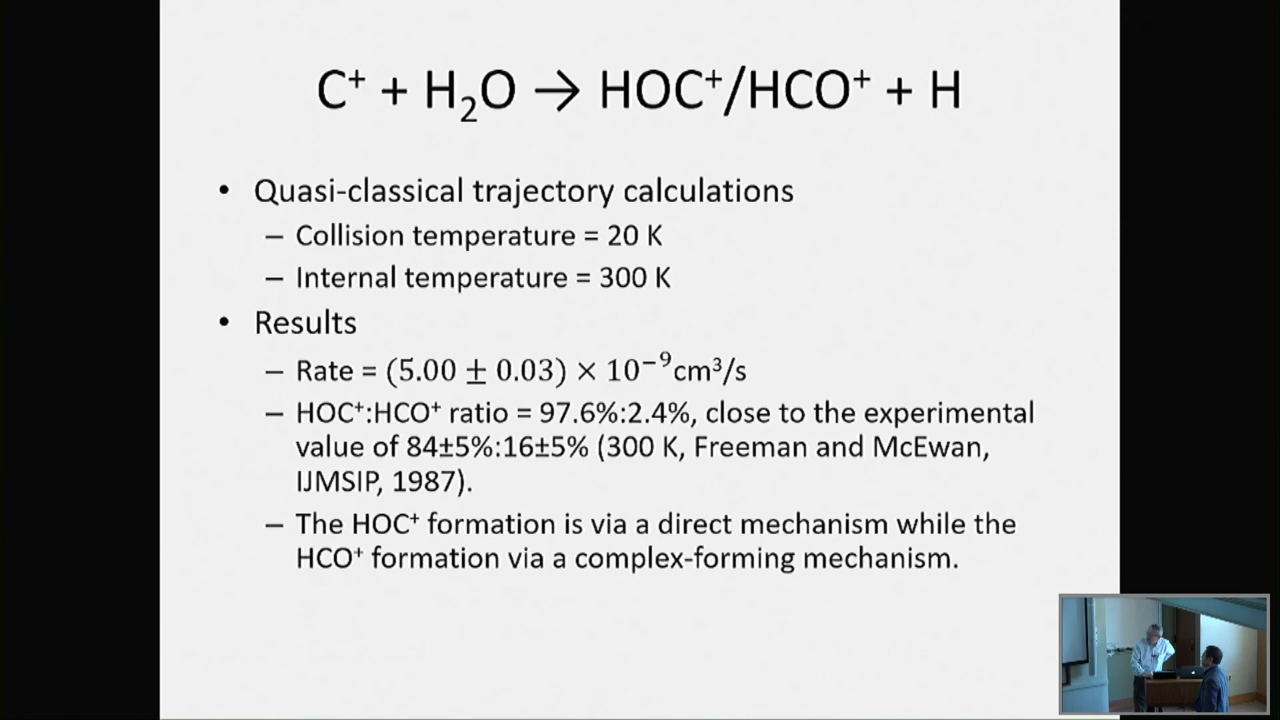 C⁺ + H₂O → HOC⁺/HCO⁺ + H
• Quasi-classical trajectory calculations
– Collision temperature = 20 K
– Internal temperature = 300 K
• Results
– Rate = (5.00 ± 0.03) × 10⁻⁹cm³/s
– HOC⁺:HCO⁺ ratio = 97.6%:2.4%, close to the experimental
value of 84±5%:16±5% (300 K, Freeman and McEwan,
IJMSIP, 1987).
– The HOC⁺ formation is via a direct mechanism while the
HCO⁺ formation via a complex-forming mechanism.